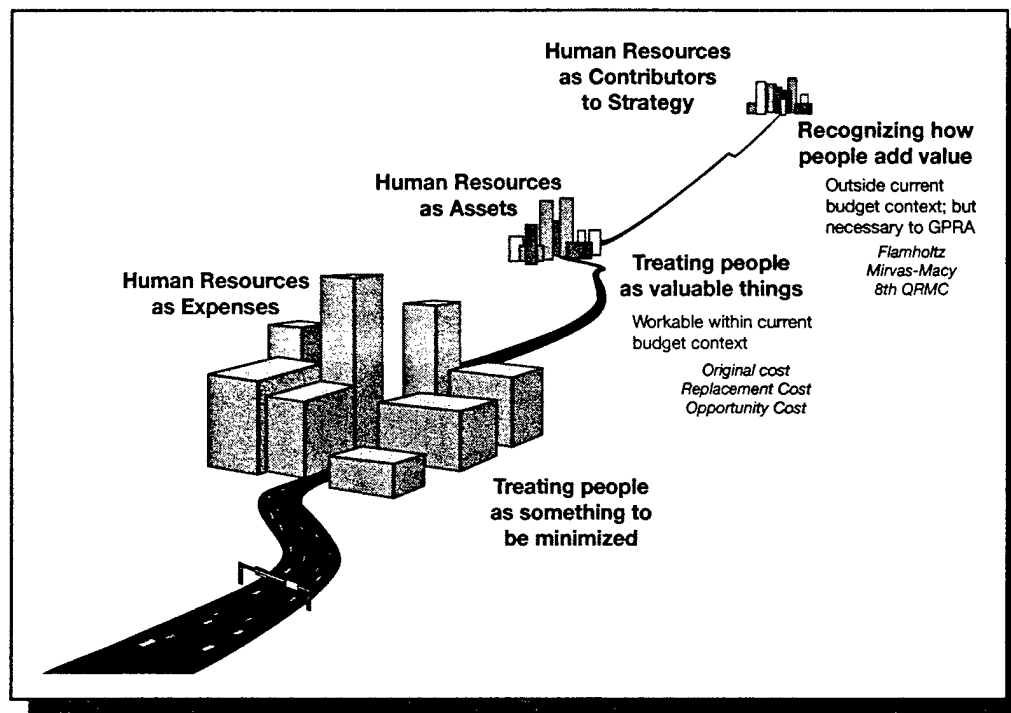 Human Resources
as Contributors
to Strategy
Recognizing how
people add value
Outside current
budget context; but
necessary to GPRA
Flamholtz
Mirvas-Macy
8th QRMC
Human Resources
as Assets
Treating people
as valuable things
Workable within current
budget context
Original cost
Replacement Cost
Opportunity Cost
Human Resources
as Expenses
Treating people
as something to
be minimized